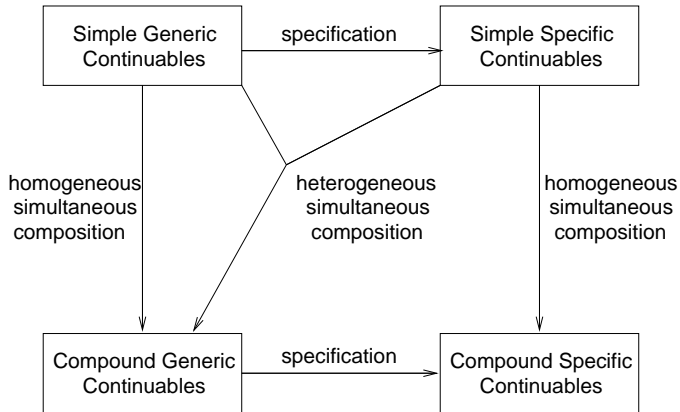 Simple Generic
Continuables
specification
Simple Specific
Continuables
homogeneous
simultaneous
composition
heterogeneous
simultaneous
composition
homogeneous
simultaneous
composition
Compound Generic
Continuables
specification
Compound Specific
Continuables